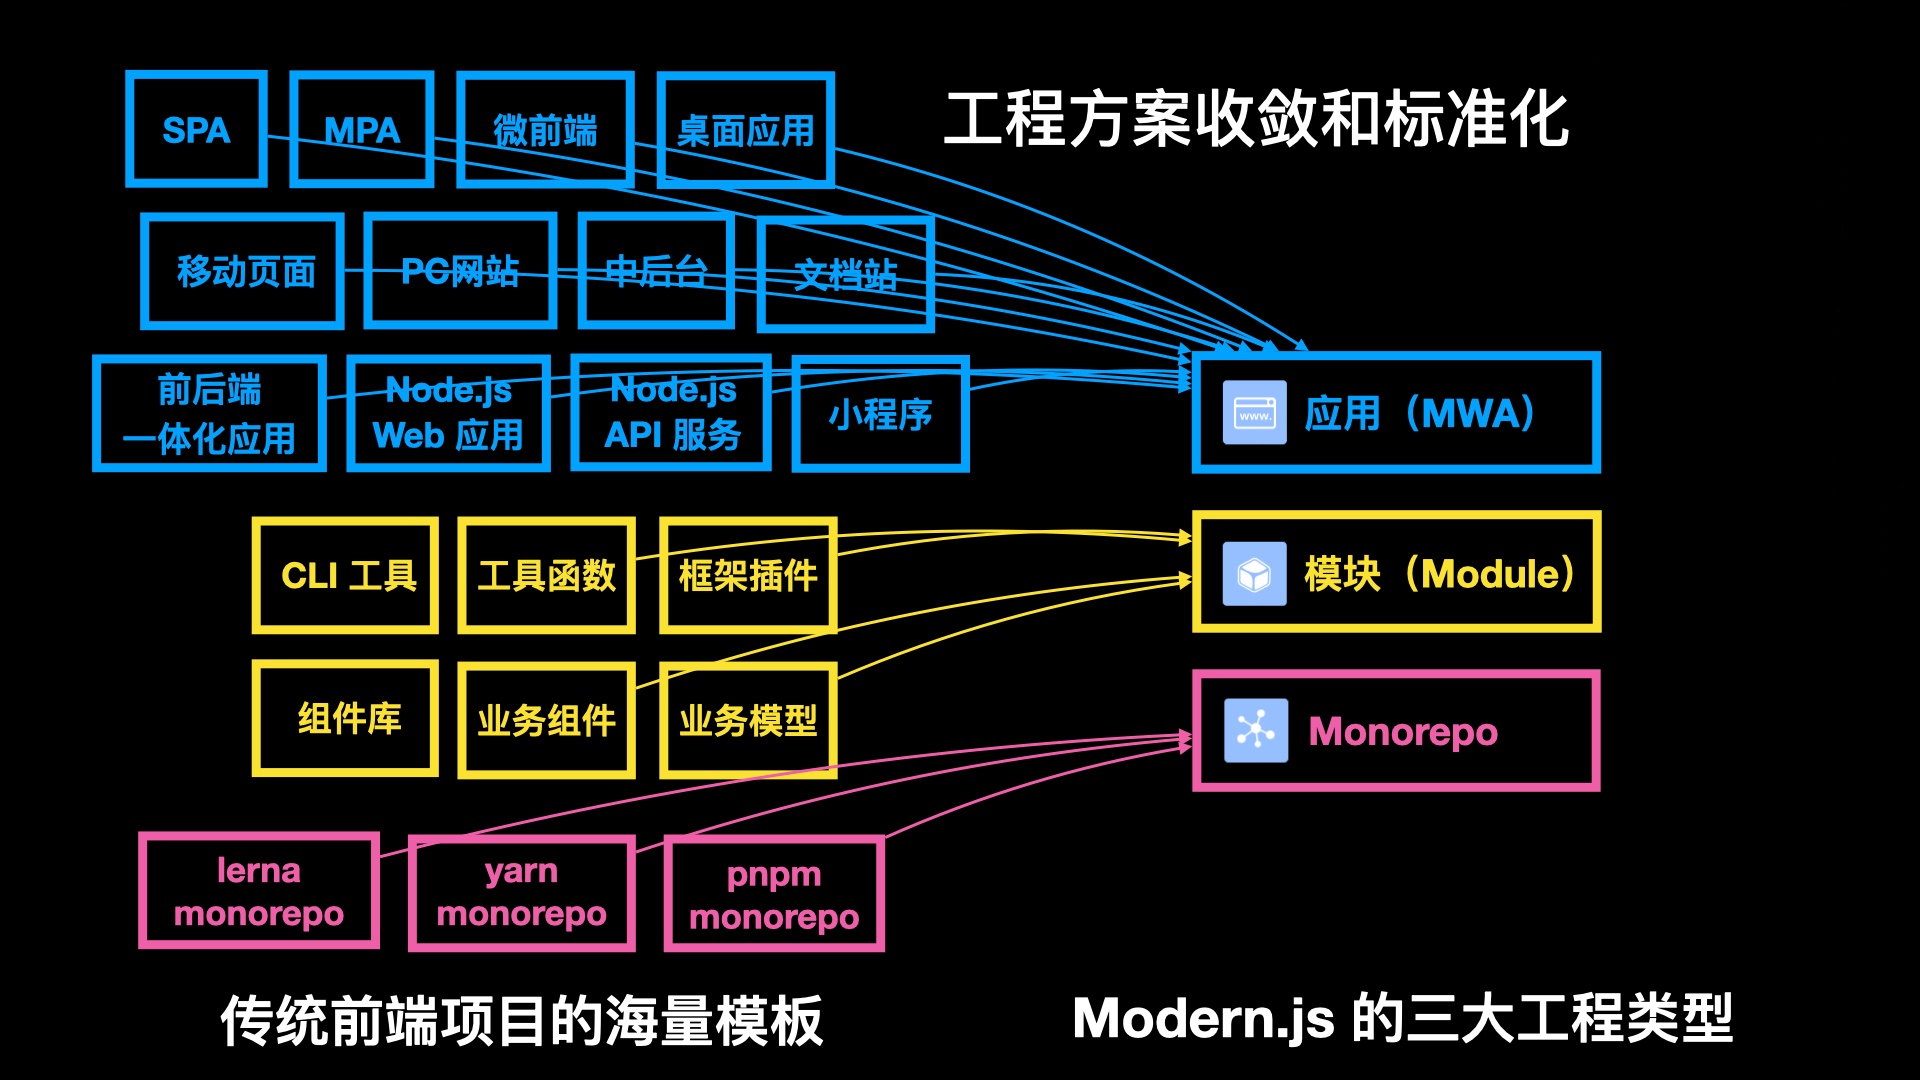 工程方案收敛和标准化
SPA
MPA
微前端
桌面应用
移动页面
PC网站
中后台
文档站
前后端
一体化应用
Node.js
Web 应用
Node.js
API 服务
小程序
www.
应用（MWA）
CLI 工具
工具函数
框架插件
模块（Module）
组件库
业务组件
业务模型
Monorepo
lerna
monorepo
yarn
monorepo
pnpm
monorepo
传统前端项目的海量模板
Modern.js 的三大工程类型